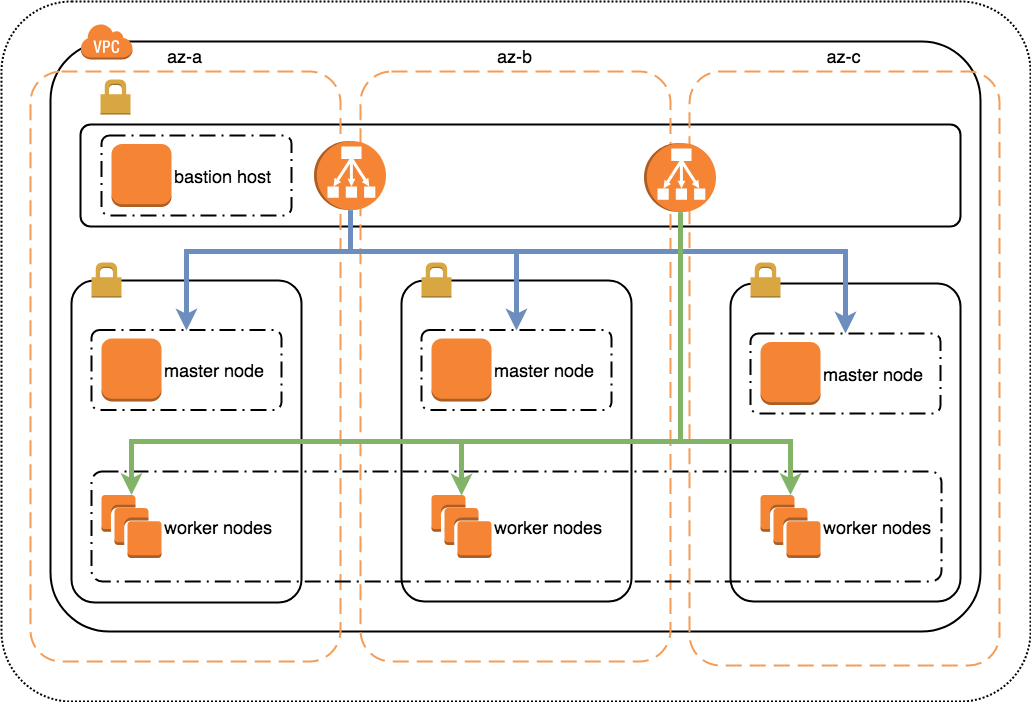 VPC
az-a
az-b
az-c
bastion host
master node
master node
master node
worker nodes
worker nodes
worker nodes